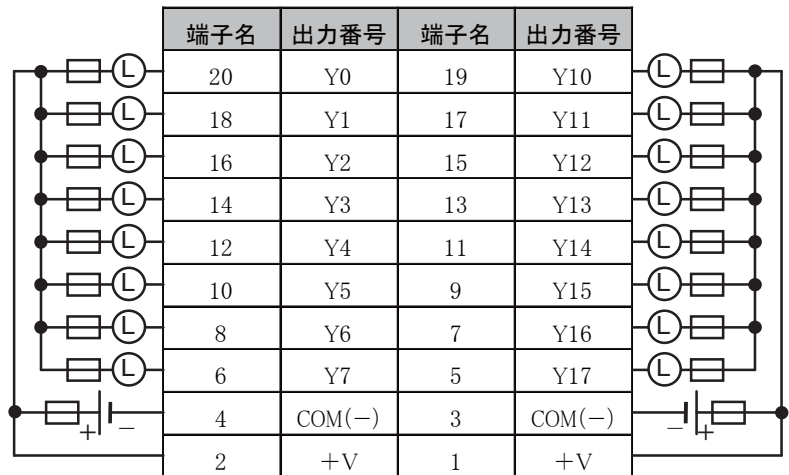 端子名 出力番号 端子名 出力番号
L 20 Y0 19 Y10 L
L 18 Y1 17 Y11 L
L 16 Y2 15 Y12 L
L 14 Y3 13 Y13 L
L 12 Y4 11 Y14 L
L 10 Y5 9 Y15 L
L 8 Y6 7 Y16 L
L 6 Y7 5 Y17 L
+ − 4 COM(−) 3 COM(−) − +
2 +V 1 +V